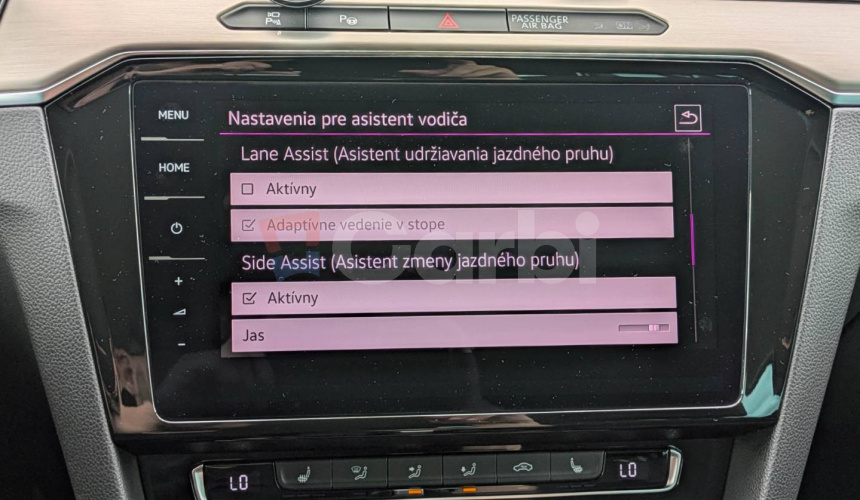 PASSENGER
AIR BAG
MENU
Nastavenia pre asistent vodiča
Lane Assist (Asistent udržiavania jazdného pruhu)
HOME
Aktívny
Adaptívne vedenie v stope
Carbi
Side Assist (Asistent zmeny jazdného pruhu)
Aktívny
Jas
LO
LO